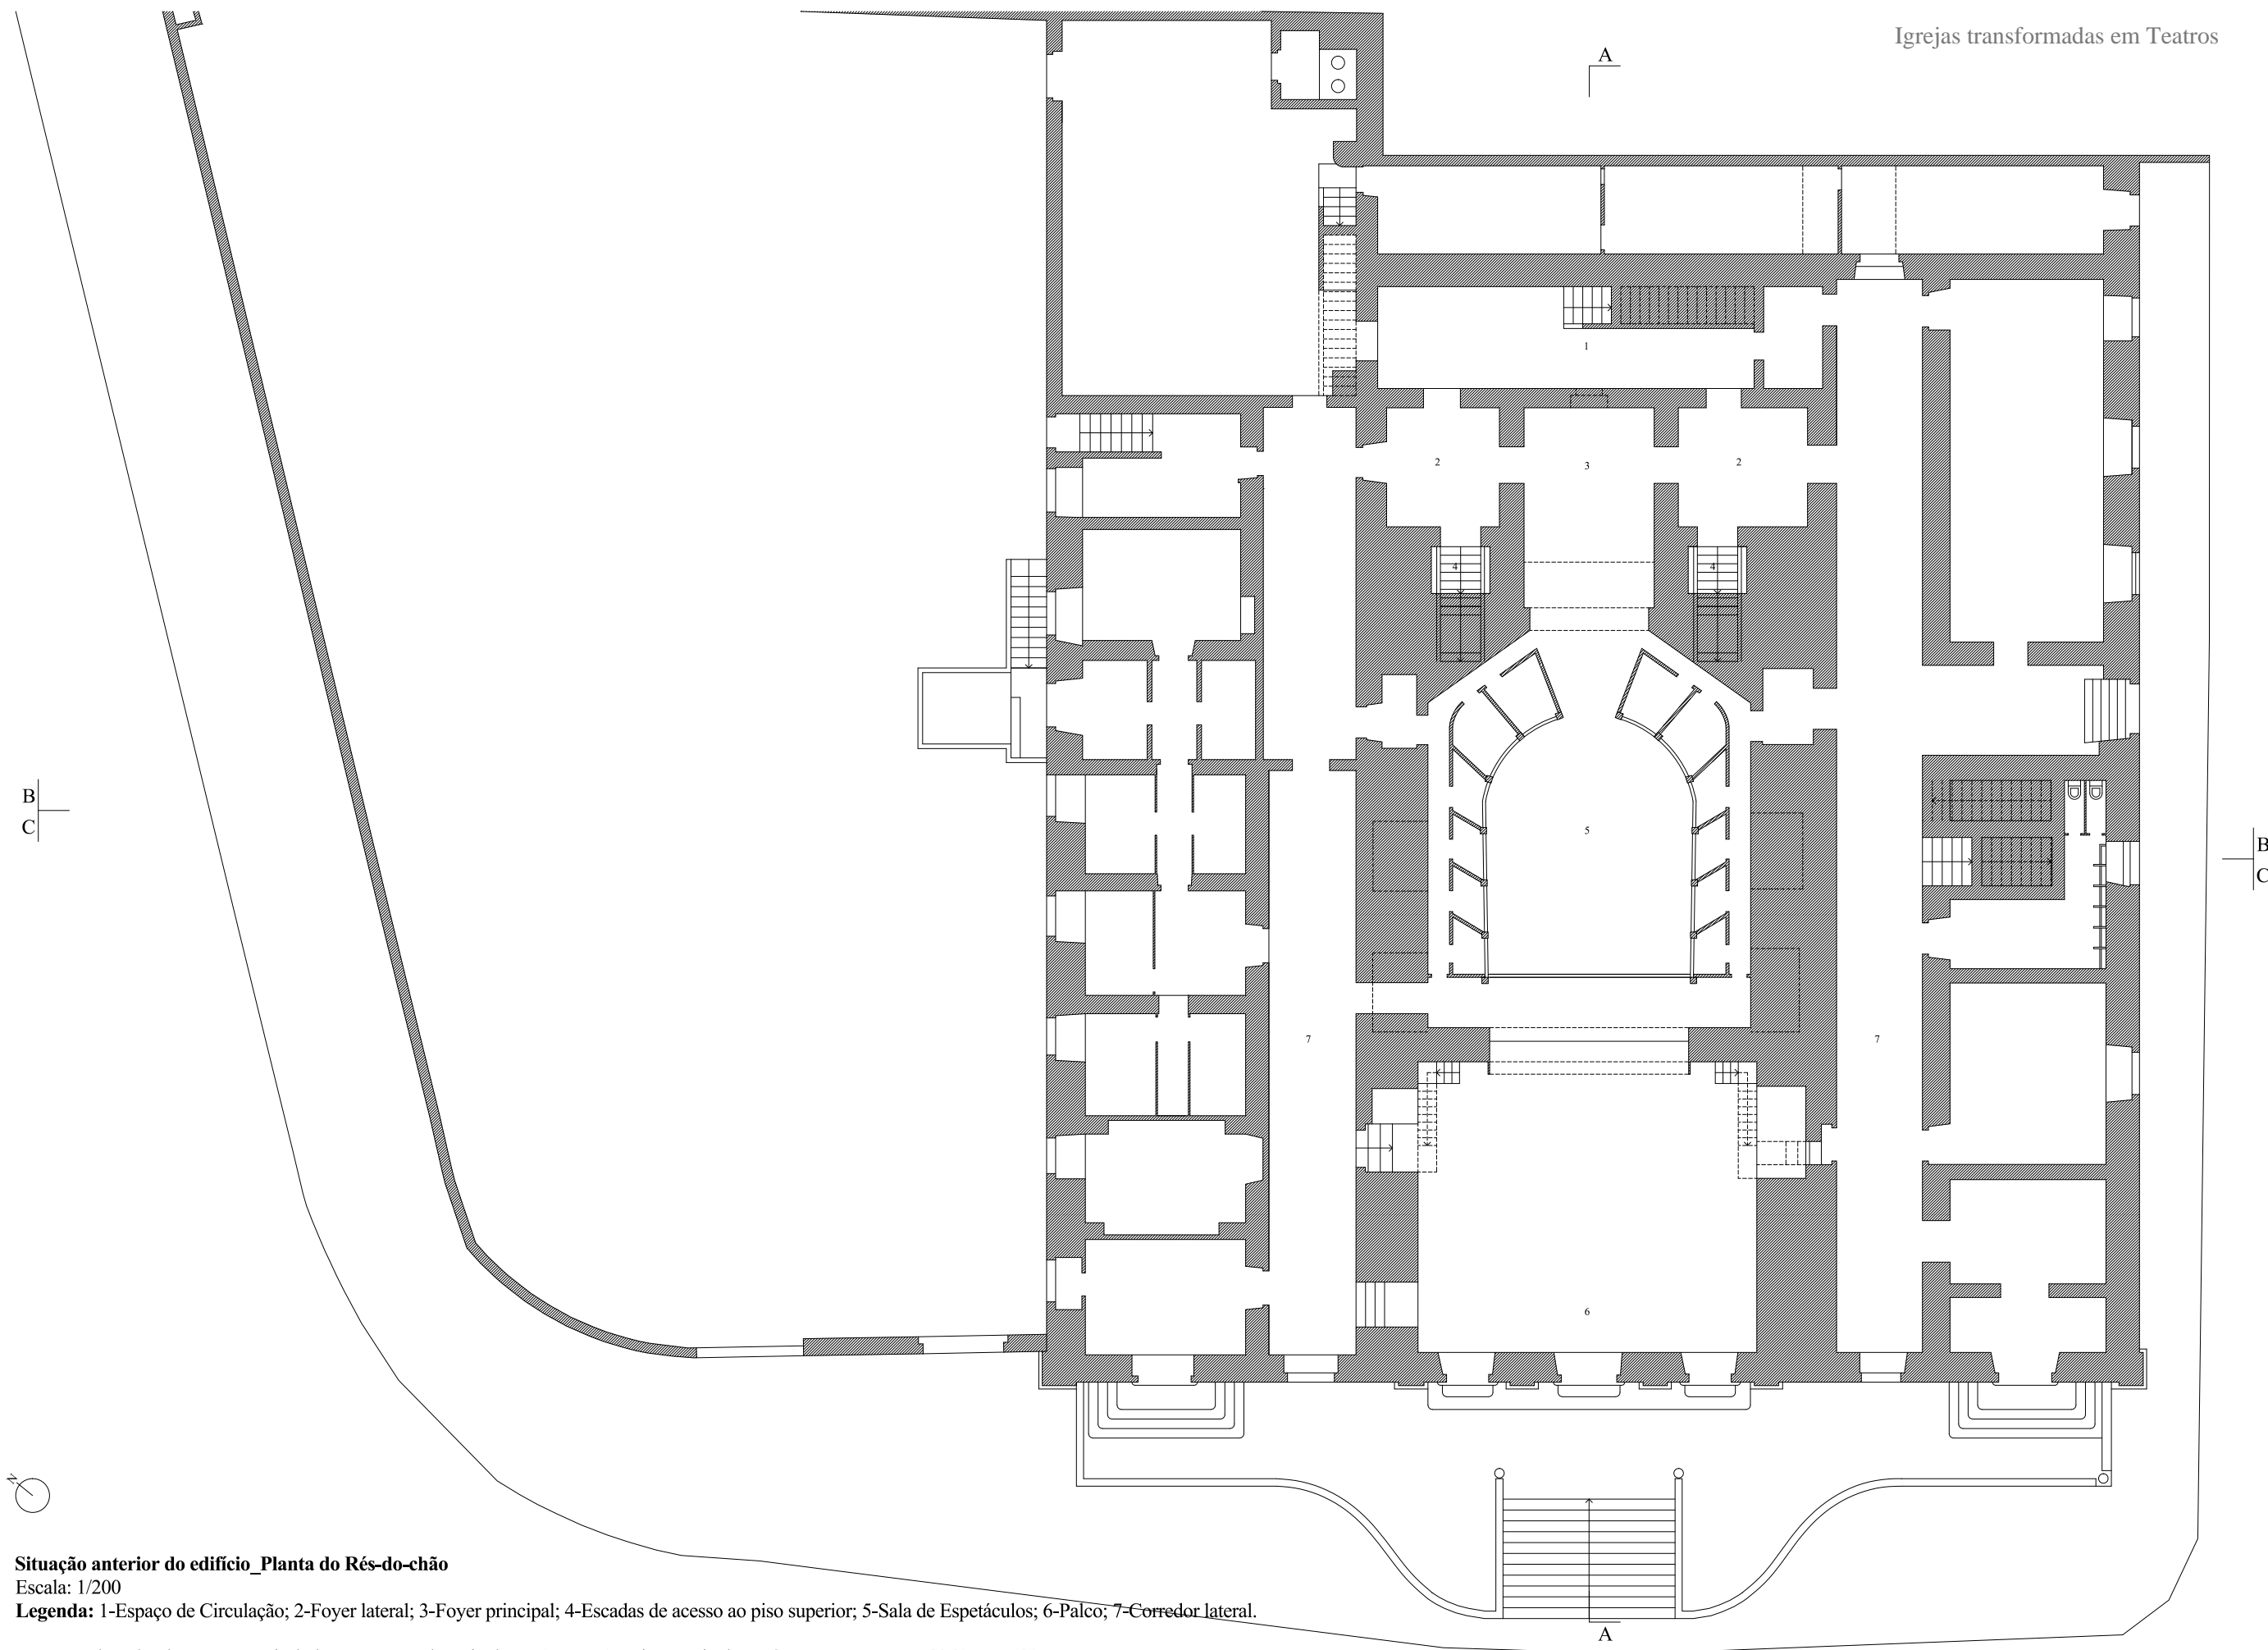 Igrejas transformadas em Teatros
A
1
2
3
2
4
4
B
C
5
B
C
7
7
6
N
Situação anterior do edifício_Planta do Rés-do-chão
Escala: 1/200
Legenda: 1-Espaço de Circulação; 2-Foyer lateral; 3-Foyer principal; 4-Escadas de acesso ao piso superior; 5-Sala de Espetáculos; 6-Palco; 7-Corredor lateral.
A